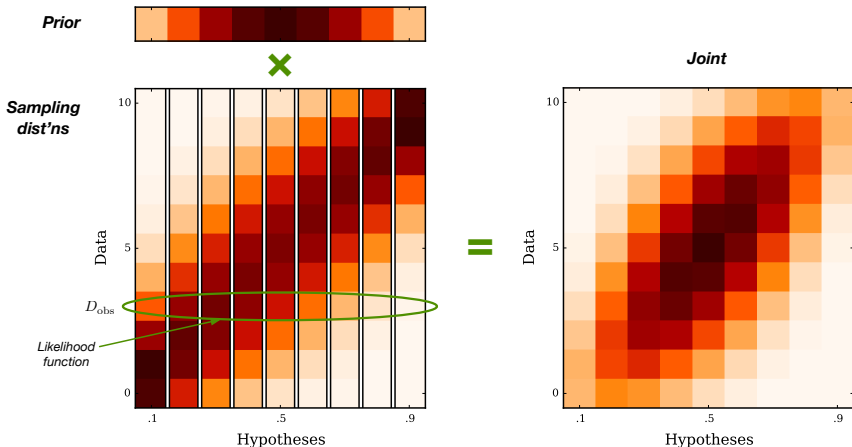 Prior
×
Joint
Sampling
dist'ns
10
5
0
Data
D_obs
Likelihood
function
.1 .5 .9
Hypotheses
=
10
5
0
Data
.1 .5 .9
Hypotheses